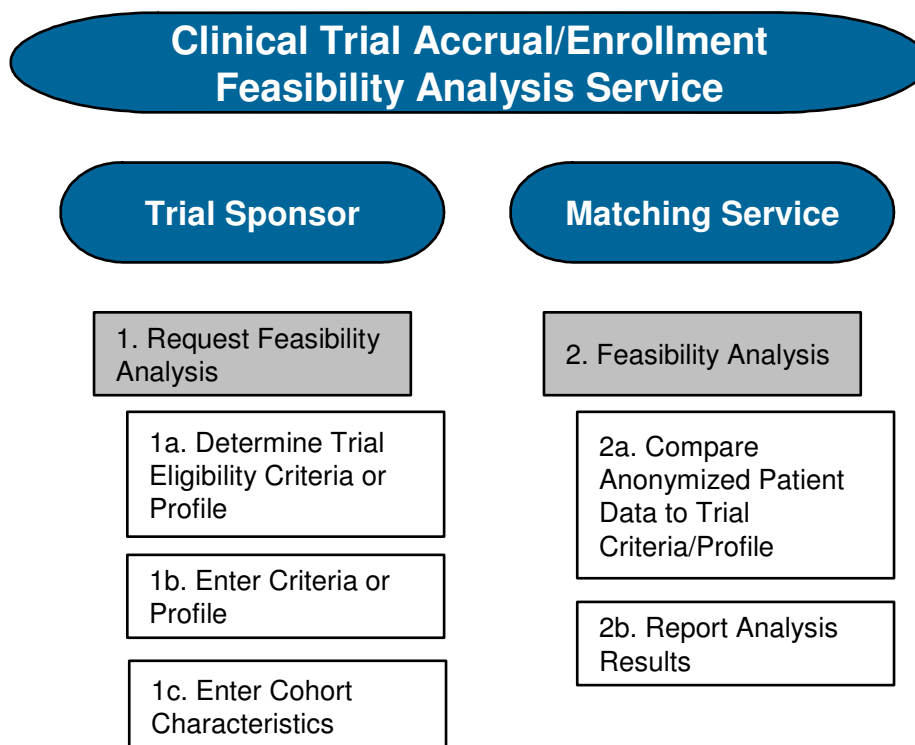 Clinical Trial Accrual/Enrollment
Feasibility Analysis Service
Trial Sponsor
Matching Service
1. Request Feasibility
Analysis
1a. Determine Trial
Eligibility Criteria or
Profile
1b. Enter Criteria or
Profile
1c. Enter Cohort
Characteristics
2. Feasibility Analysis
2a. Compare
Anonymized Patient
Data to Trial
Criteria/Profile
2b. Report Analysis
Results